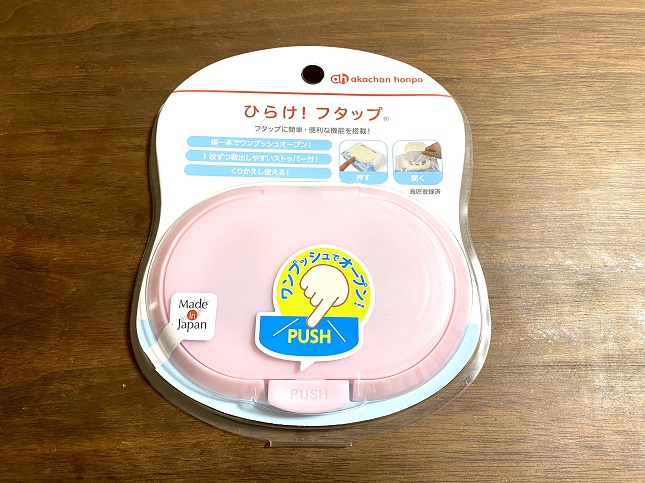 ah akachan honpo
ひらけ！フタップ®
フタップに簡単・便利な機能を搭載！
指一本でワンプッシュオープン！
1枚ずつ取出しやすいストッパー付！
くりかえし使える！
押す
開く
意匠登録済
ワンプッシュでオープン！
PUSH
Made
in
Japan
PUSH